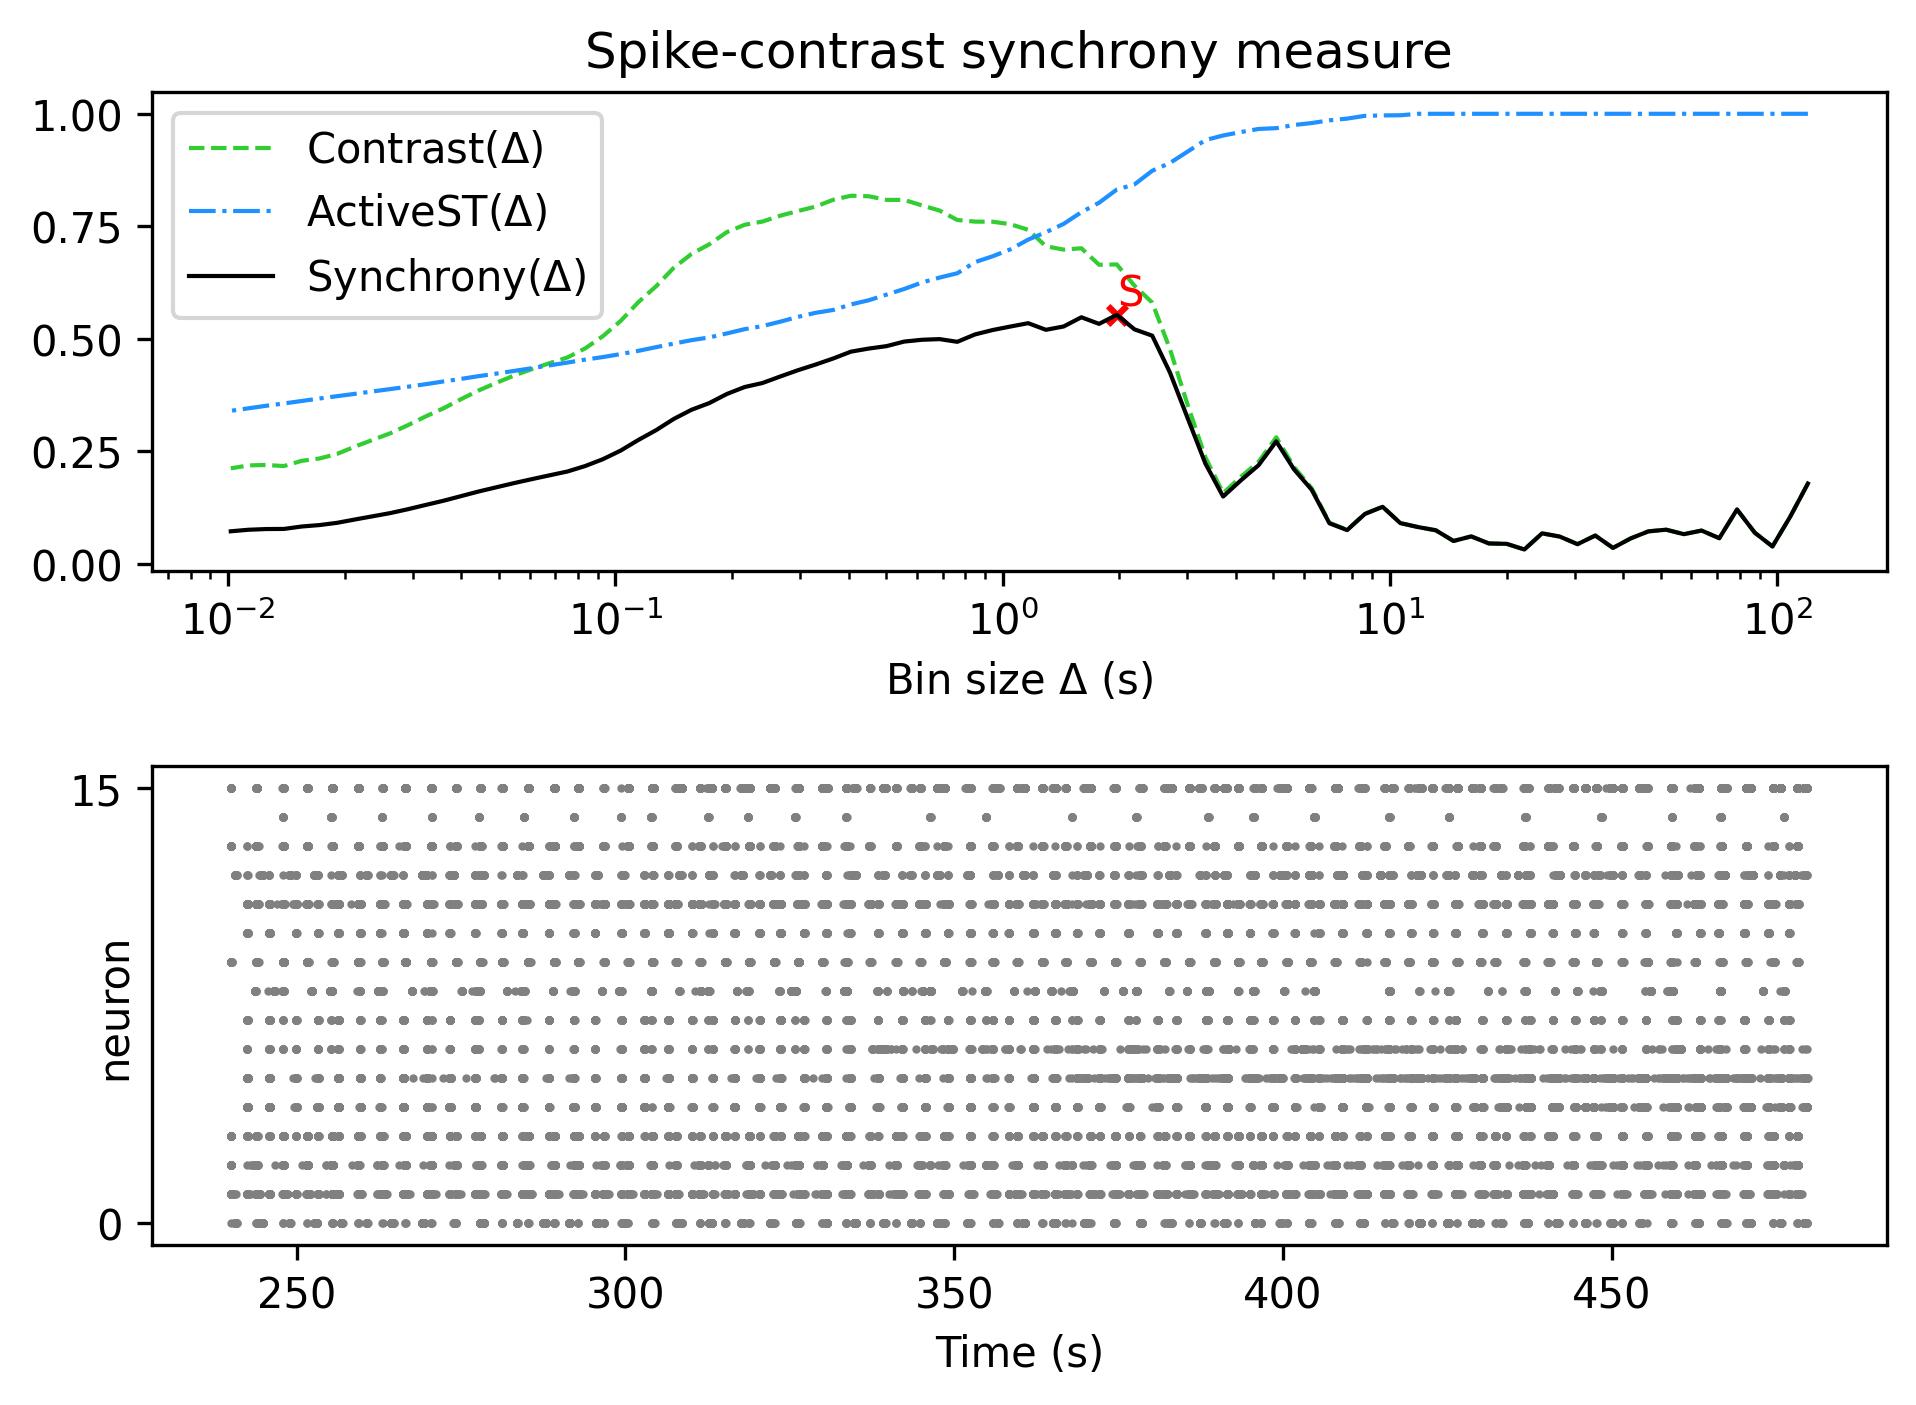 Spike-contrast synchrony measure
1.00
0.75
0.50
0.25
0.00
Contrast(Δ)
ActiveST(Δ)
Synchrony(Δ)
S
10⁻² 10⁻¹ 10⁰ 10¹ 10²
Bin size Δ (s)
15
0
neuron
250 300 350 400 450
Time (s)